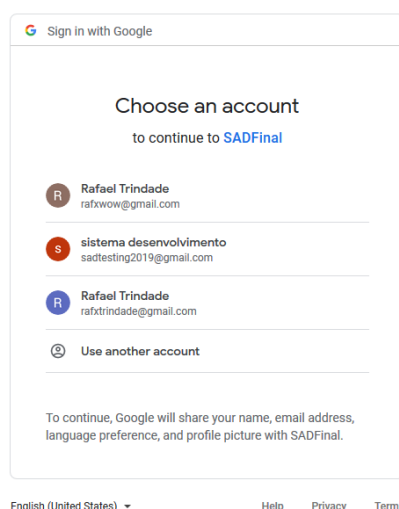 Sign in with Google
Choose an account
to continue to SADFinal
R
Rafael Trindade
rafxwow@gmail.com
s
sistema desenvolvimento
sadtesting2019@gmail.com
R
Rafael Trindade
rafxtrindade@gmail.com
Use another account
To continue, Google will share your name, email address,
language preference, and profile picture with SADFinal.
English (United States) Help Privacy Term